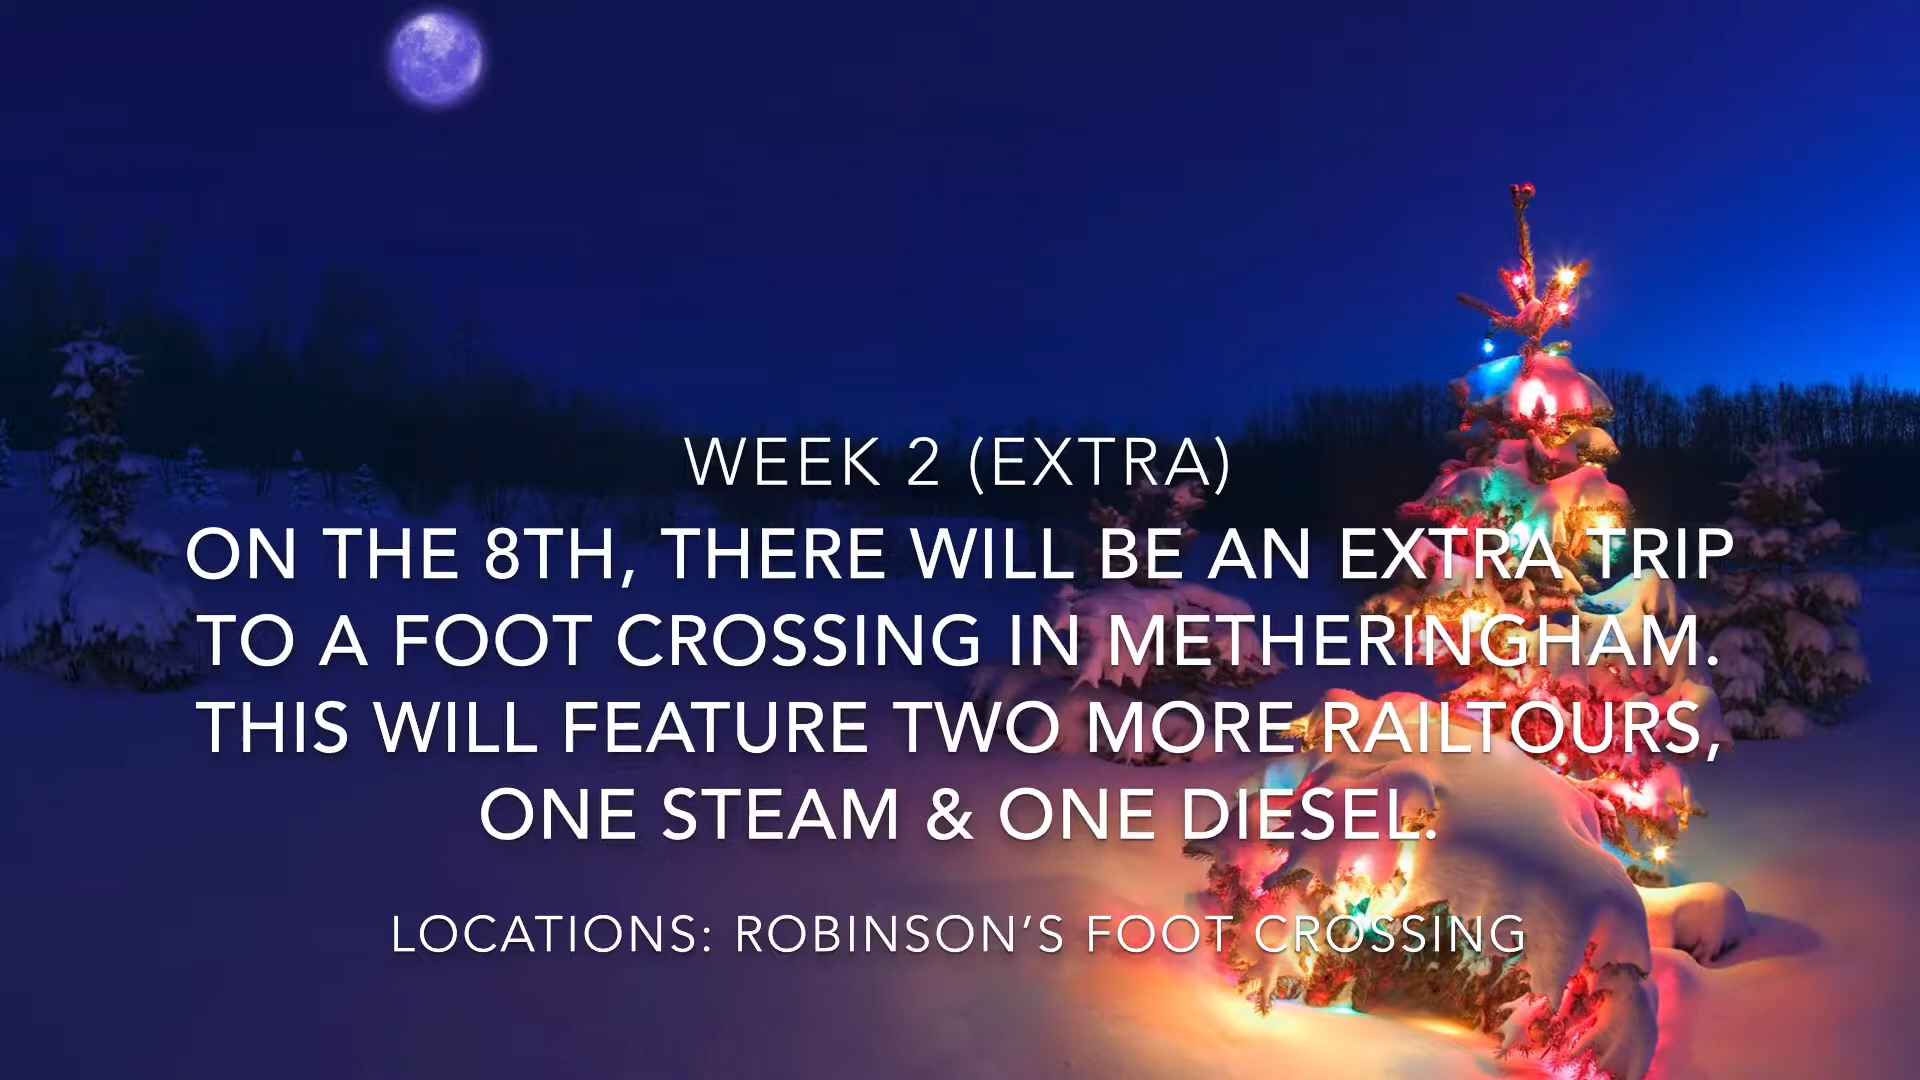 WEEK 2 (EXTRA)
ON THE 8TH, THERE WILL BE AN EXTRA TRIP
TO A FOOT CROSSING IN METHERINGHAM.
THIS WILL FEATURE TWO MORE RAILTOURS,
ONE STEAM & ONE DIESEL.
LOCATIONS: ROBINSON’S FOOT CROSSING